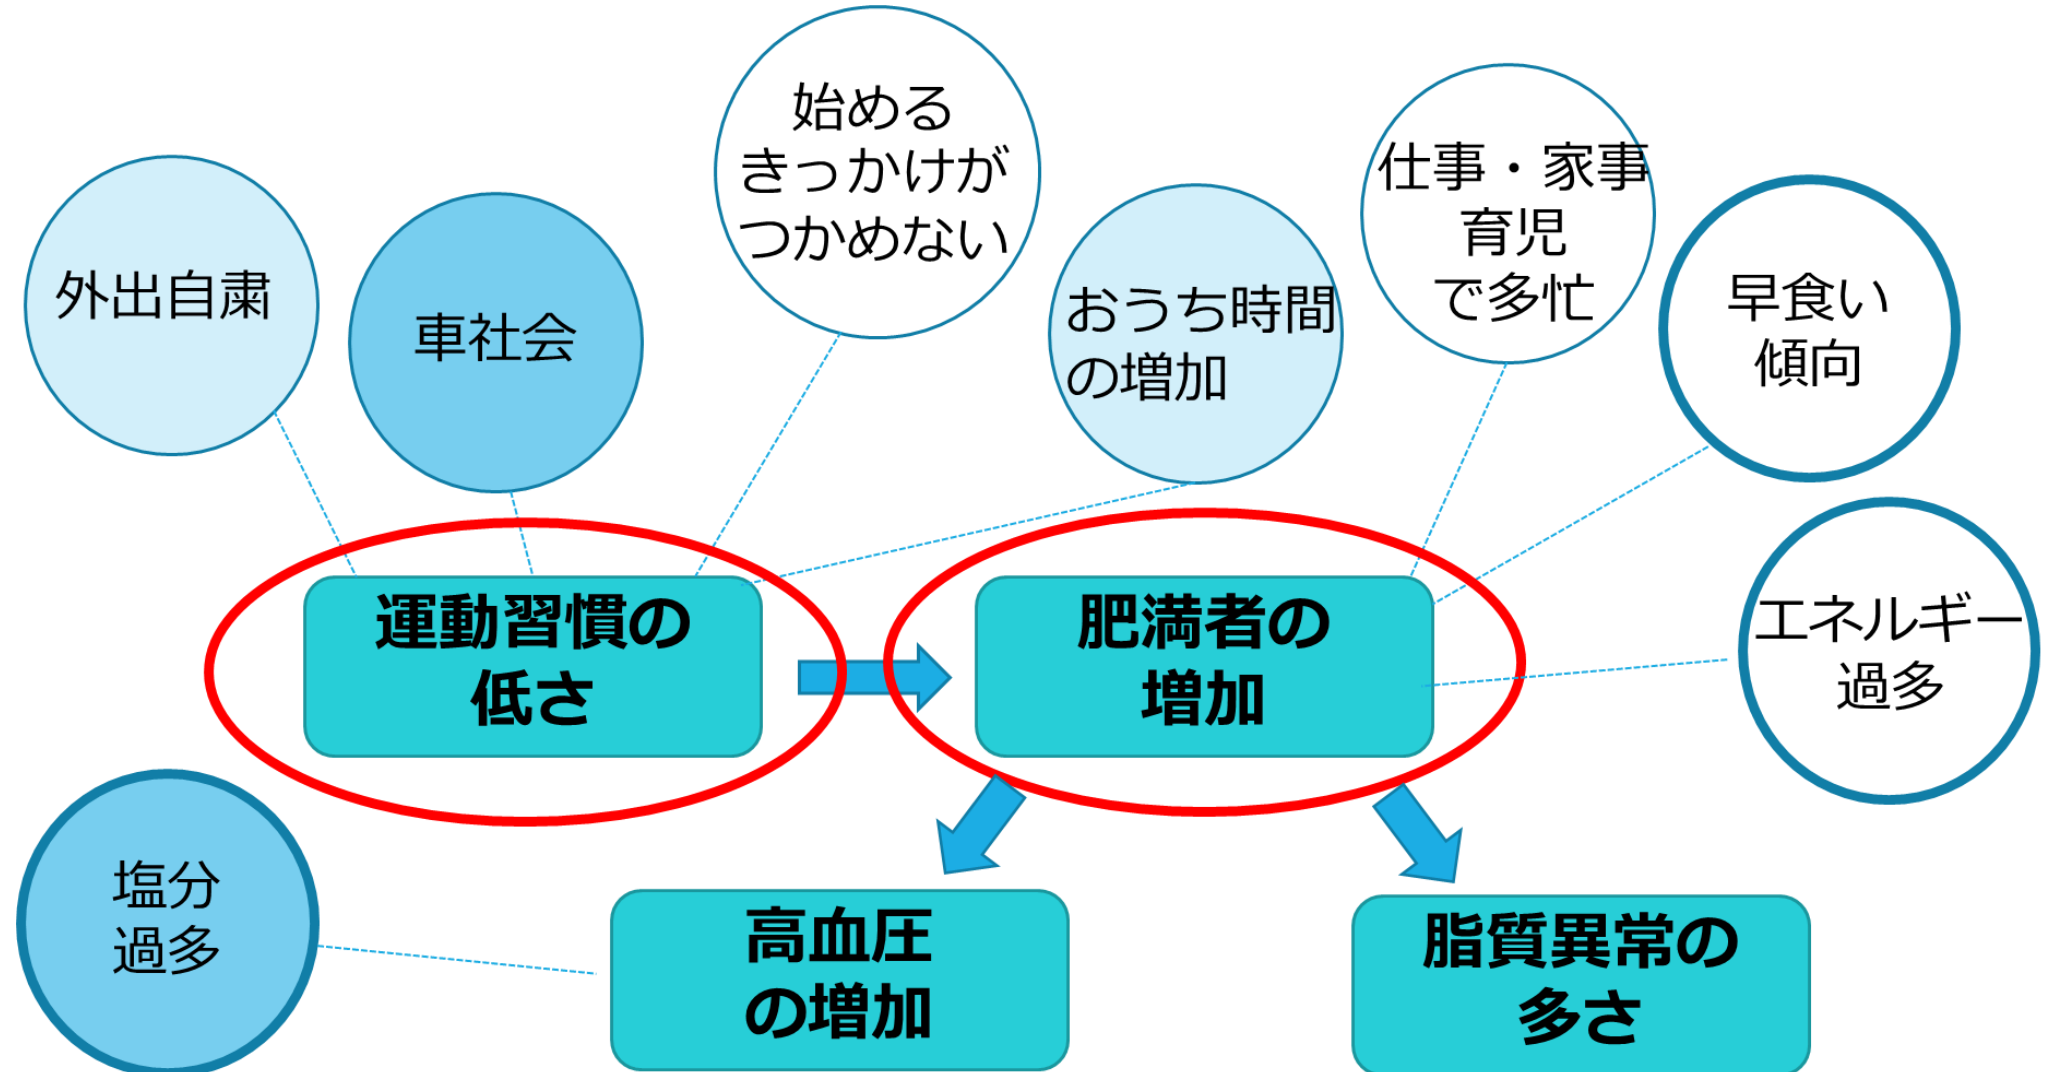 外出自粛
車社会
始める
きっかけが
つかめない
おうち時間
の増加
仕事・家事
育児
で多忙
早食い
傾向
運動習慣の
低さ
肥満者の
増加
エネルギー
過多
塩分
過多
高血圧
の増加
脂質異常の
多さ